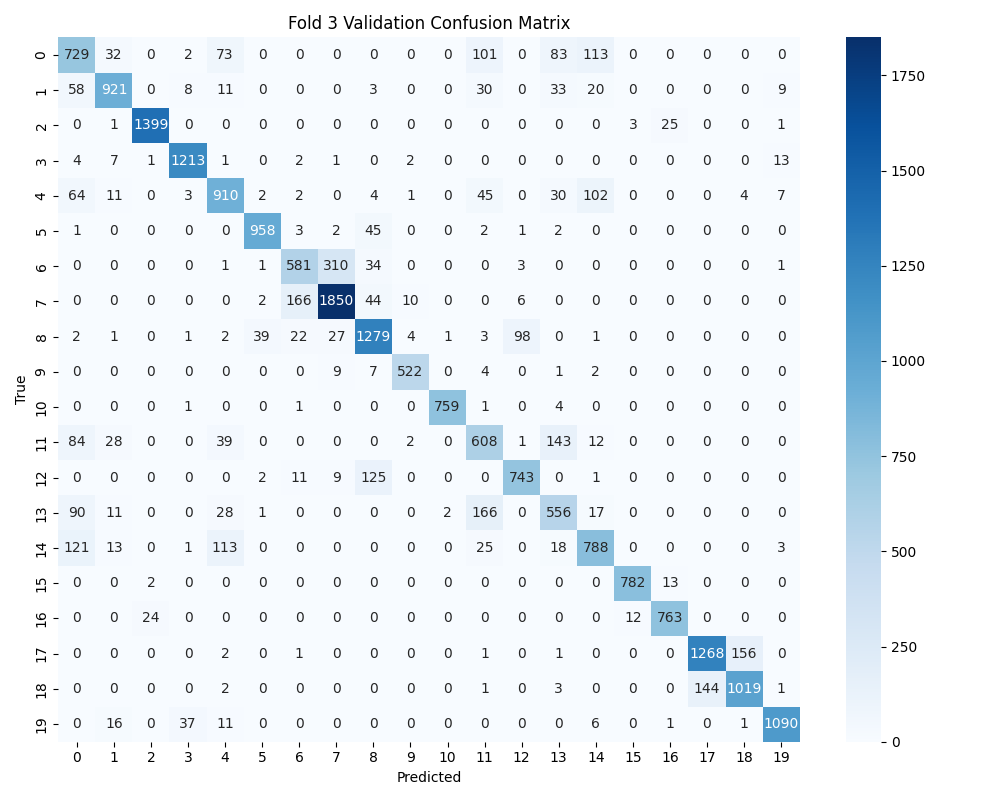 Fold 3 Validation Confusion Matrix
0 729 32 0 2 73 0 0 0 0 0 0 101 0 83 113 0 0 0 0 0
1 58 921 0 8 11 0 0 0 3 0 0 30 0 33 20 0 0 0 0 9
2 0 1 1399 0 0 0 0 0 0 0 0 0 0 0 0 3 25 0 0 1
3 4 7 1 1213 1 0 2 1 0 2 0 0 0 0 0 0 0 0 0 13
4 64 11 0 3 910 2 2 0 4 1 0 45 0 30 102 0 0 0 4 7
5 1 0 0 0 0 958 3 2 45 0 0 2 1 2 0 0 0 0 0 0
6 0 0 0 0 1 1 581 310 34 0 0 0 3 0 0 0 0 0 0 1
7 0 0 0 0 0 2 166 1850 44 10 0 0 6 0 0 0 0 0 0 0
8 2 1 0 1 2 39 22 27 1279 4 1 3 98 0 1 0 0 0 0 0
9 0 0 0 0 0 0 0 9 7 522 0 4 0 1 2 0 0 0 0 0
10 0 0 0 1 0 0 1 0 0 0 759 1 0 4 0 0 0 0 0 0
11 84 28 0 0 39 0 0 0 0 2 0 608 1 143 12 0 0 0 0 0
12 0 0 0 0 0 2 11 9 125 0 0 0 743 0 1 0 0 0 0 0
13 90 11 0 0 28 1 0 0 0 0 2 166 0 556 17 0 0 0 0 0
14 121 13 0 1 113 0 0 0 0 0 0 25 0 18 788 0 0 0 0 3
15 0 0 2 0 0 0 0 0 0 0 0 0 0 0 0 782 13 0 0 0
16 0 0 24 0 0 0 0 0 0 0 0 0 0 0 0 12 763 0 0 0
17 0 0 0 0 2 0 1 0 0 0 0 1 0 1 0 0 0 1268 156 0
18 0 0 0 0 2 0 0 0 0 0 0 1 0 3 0 0 0 144 1019 1
19 0 16 0 37 11 0 0 0 0 0 0 0 0 0 6 0 1 0 1 1090
0 1 2 3 4 5 6 7 8 9 10 11 12 13 14 15 16 17 18 19
Predicted
True
1750
1500
1250
1000
750
500
250
0